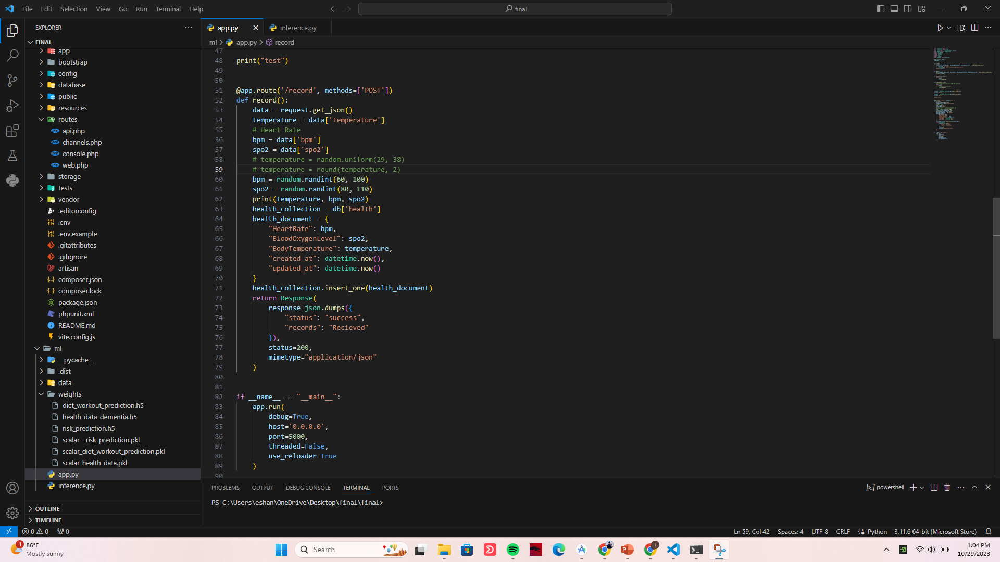 File Edit Selection View Go Run Terminal Help
final
EXPLORER
app.py
inference.py
HEX
FINAL
ml > app.py > record
app
bootstrap
config
database
public
resources
routes
api.php
channels.php
console.php
web.php
storage
tests
vendor
.editorconfig
.env
.env.example
.gitattributes
.gitignore
artisan
composer.json
composer.lock
package.json
phpunit.xml
README.md
vite.config.js
ml
__pycache__
.dist
data
weights
diet_workout_prediction.h5
health_data_dementia.h5
risk_prediction.h5
scalar - risk_prediction.pkl
scalar_diet_workout_prediction.pkl
scalar_health_data.pkl
app.py
inference.py
OUTLINE
TIMELINE
47
48 print("test")
49
50
51 @app.route('/record', methods=['POST'])
52 def record():
53 data = request.get_json()
54 temperature = data['temperature']
55 # Heart Rate
56 bpm = data['bpm']
57 spo2 = data['spo2']
58 # temperature = random.uniform(29, 38)
59 # temperature = round(temperature, 2)
60 bpm = random.randint(60, 100)
61 spo2 = random.randint(80, 110)
62 print(temperature, bpm, spo2)
63 health_collection = db['health']
64 health_document = {
65 "HeartRate": bpm,
66 "BloodOxygenLevel": spo2,
67 "BodyTemperature": temperature,
68 "created_at": datetime.now(),
69 "updated_at": datetime.now()
70 }
71 health_collection.insert_one(health_document)
72 return Response(
73 response=json.dumps({
74 "status": "success",
75 "records": "Recieved"
76 }),
77 status=200,
78 mimetype="application/json"
79 )
80
81
82 if __name__ == "__main__":
83 app.run(
84 debug=True,
85 host='0.0.0.0',
86 port=5000,
87 threaded=False,
88 use_reloader=True
89 )
90
PROBLEMS OUTPUT DEBUG CONSOLE TERMINAL PORTS
powershell
PS C:\Users\eshan\OneDrive\Desktop\final\final>
0 0 0
Ln 59, Col 42 Spaces: 4 UTF-8 CRLF Python 3.11.6 64-bit (Microsoft Store)
1
86°F
Mostly sunny
Search
1:04 PM
10/29/2023